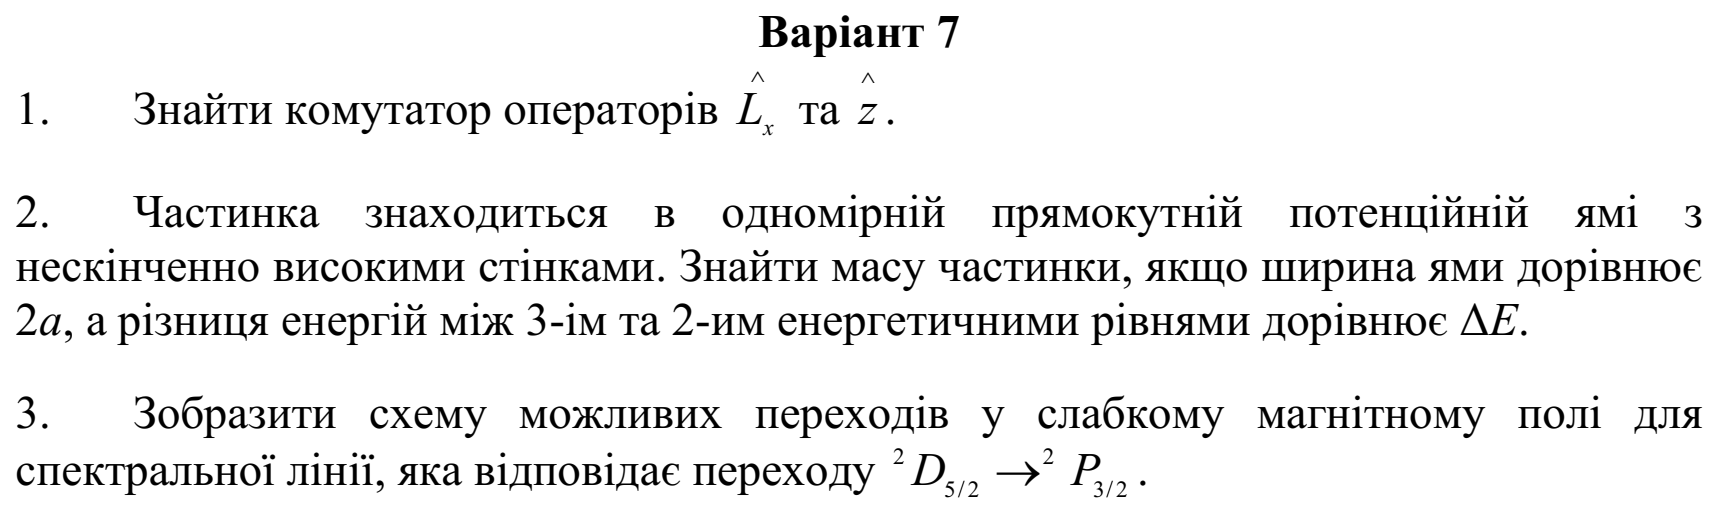 Варіант 7
1. Знайти комутатор операторів $\hat{L}_x$ та $\hat{z}$.
2. Частинка знаходиться в одномірній прямокутній потенційній ямі з
нескінченно високими стінками. Знайти масу частинки, якщо ширина ями дорівнює
2a, а різниця енергій між 3-ім та 2-им енергетичними рівнями дорівнює ΔE.
3. Зобразити схему можливих переходів у слабкому магнітному полі для
спектральної лінії, яка відповідає переходу $^2D_{5/2} \rightarrow ^2P_{3/2}$.